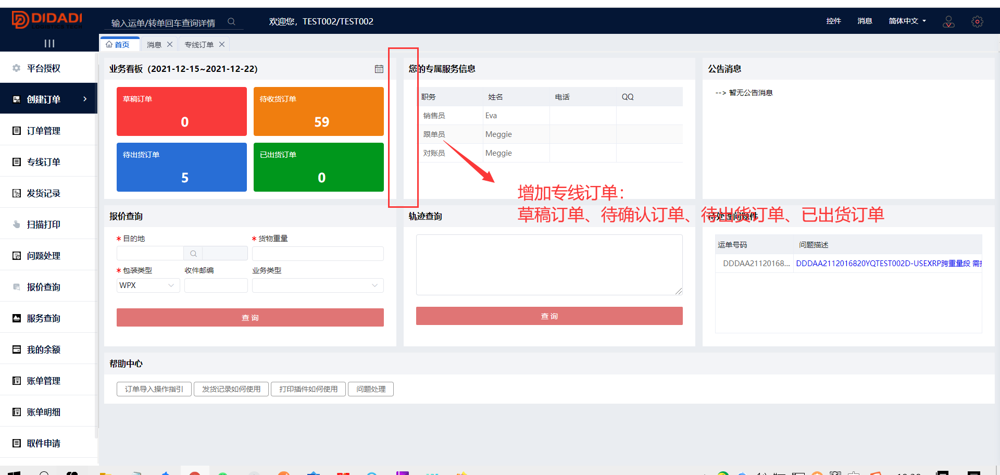 DIDADI
LOGISTICS TECH
输入运单/转单回车查询详情
欢迎您，TEST002/TEST002
控件
消息
简体中文
首页
消息
专线订单
平台授权
创建订单
订单管理
专线订单
发货记录
扫描打印
问题处理
报价查询
服务查询
我的余额
账单管理
账单明细
取件申请
业务看板（2021-12-15~2021-12-22）
草稿订单
0
待收货订单
59
待出货订单
5
已出货订单
0
您的专属服务信息
职务 姓名 电话 QQ
销售员 Eva
跟单员 Meggie
对账员 Meggie
公告消息
--> 暂无公告消息
增加专线订单：
草稿订单、待确认订单、待出货订单、已出货订单
报价查询
* 目的地
* 货物重量
* 包装类型
收件邮编
业务类型
WPX
查 询
轨迹查询
查 询
待处理问题件
运单号码 问题描述
DDDAA21120168... DDDAA2112016820YQTEST002D-USEXRP跨重量段 需
帮助中心
订单导入操作指引
发货记录如何使用
打印插件如何使用
问题处理